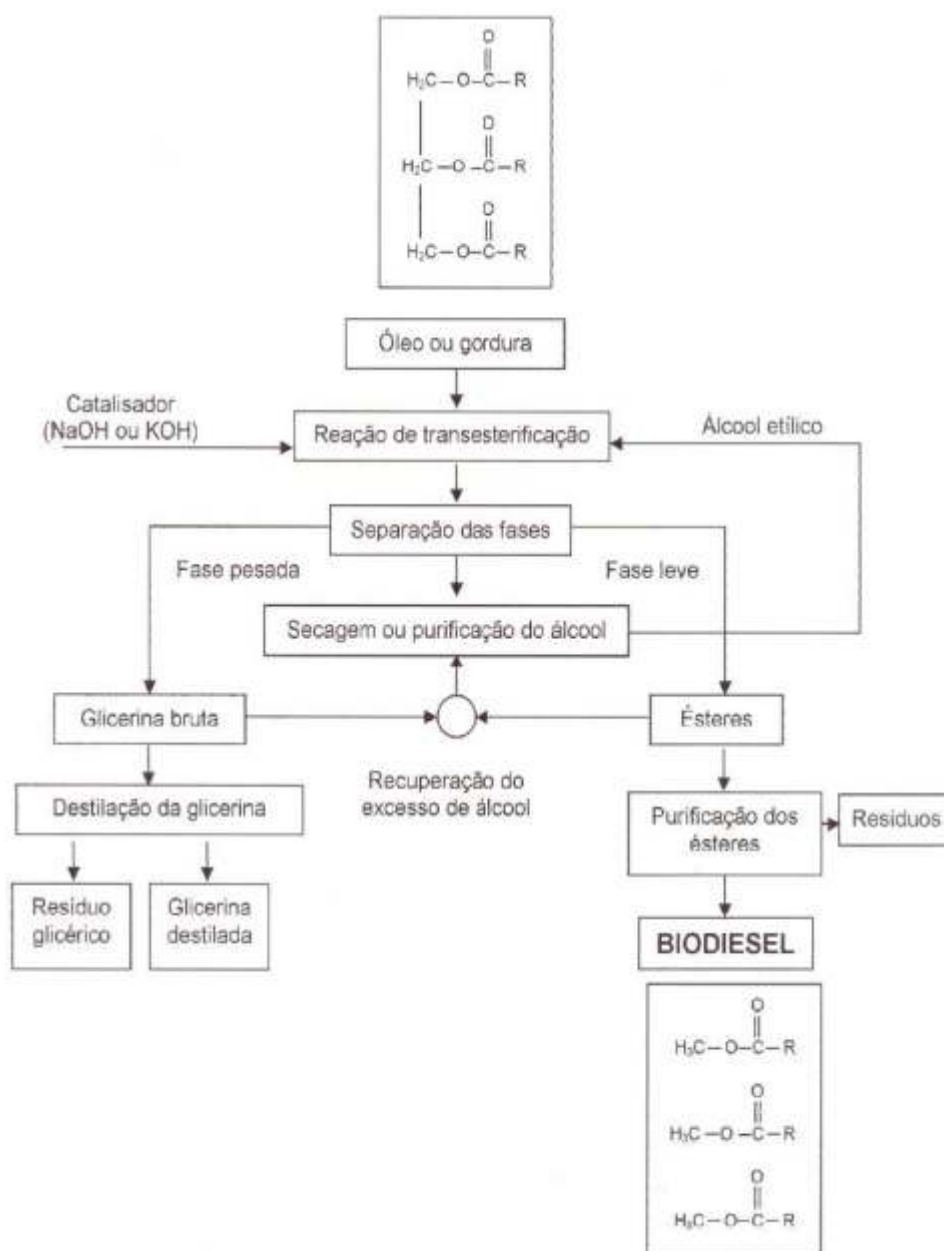 O
H₂C–O–C–R
O
H₂C–O–C–R
O
H₂C–O–C–R
Óleo ou gordura
Catalisador
(NaOH ou KOH)
Reação de transesterificação
Álcool etílico
Separação das fases
Fase pesada
Fase leve
Secagem ou purificação do álcool
Glicerina bruta
Ésteres
Recuperação do
excesso de álcool
Destilação da glicerina
Purificação dos
ésteres
Resíduos
Resíduo
glicérico
Glicerina
destilada
BIODIESEL
O
H₃C–O–C–R
O
H₃C–O–C–R
O
H₃C–O–C–R